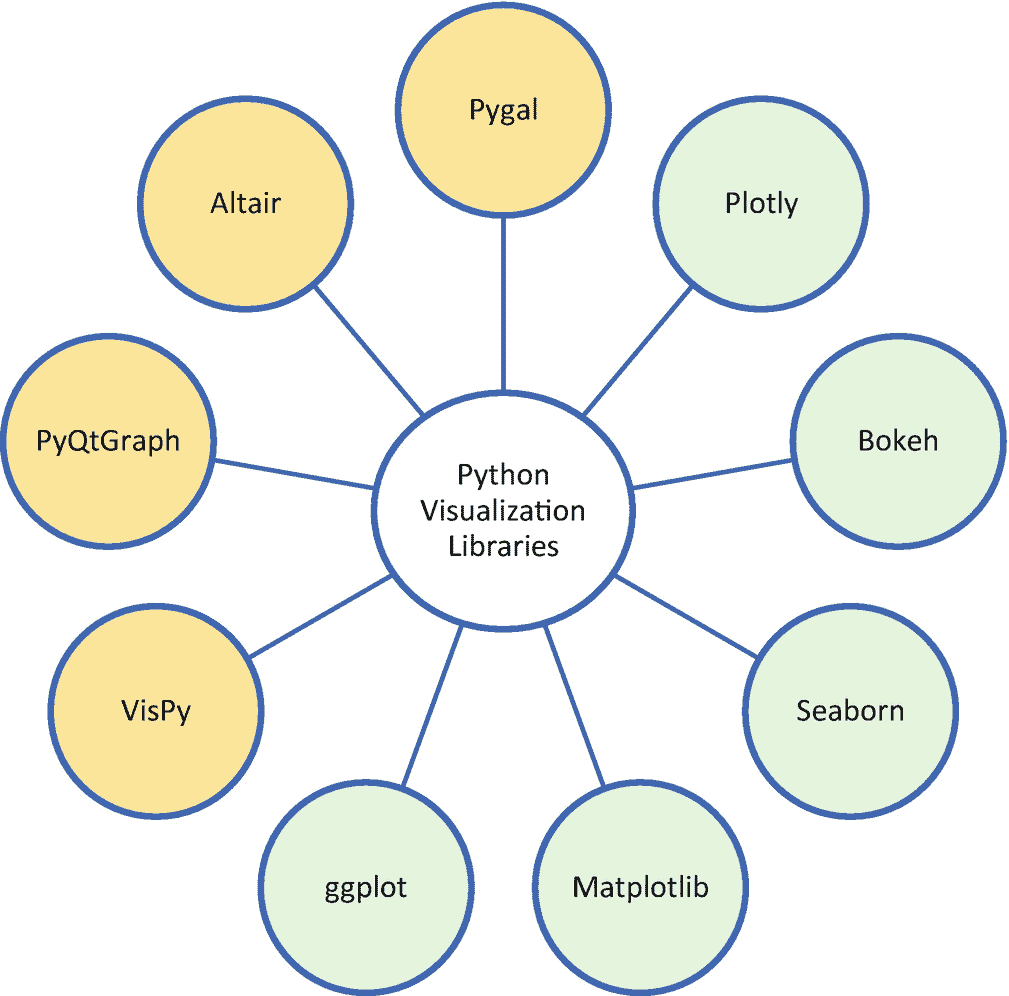 Pygal
Altair
Plotly
PyQtGraph
Bokeh
Python
Visualization
Libraries
VisPy
Seaborn
ggplot
Matplotlib